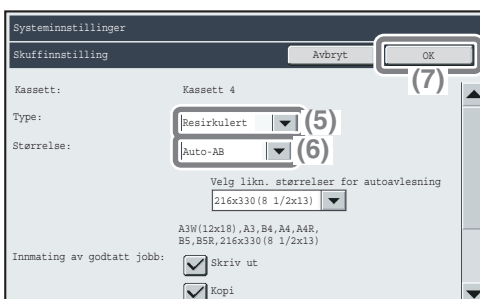 Systeminnstillinger
Skuffinnstilling Avbryt OK
(7)
Kassett: Kassett 4
Type: Resirkulert (5)
Størrelse: Auto-AB (6)
Velg likn. størrelser for autoavlesning
216x330(8 1/2x13)
A3W(12x18),A3,B4,A4,A4R,
B5,B5R,216x330(8 1/2x13)
Innmating av godtatt jobb: Skriv ut
Kopi